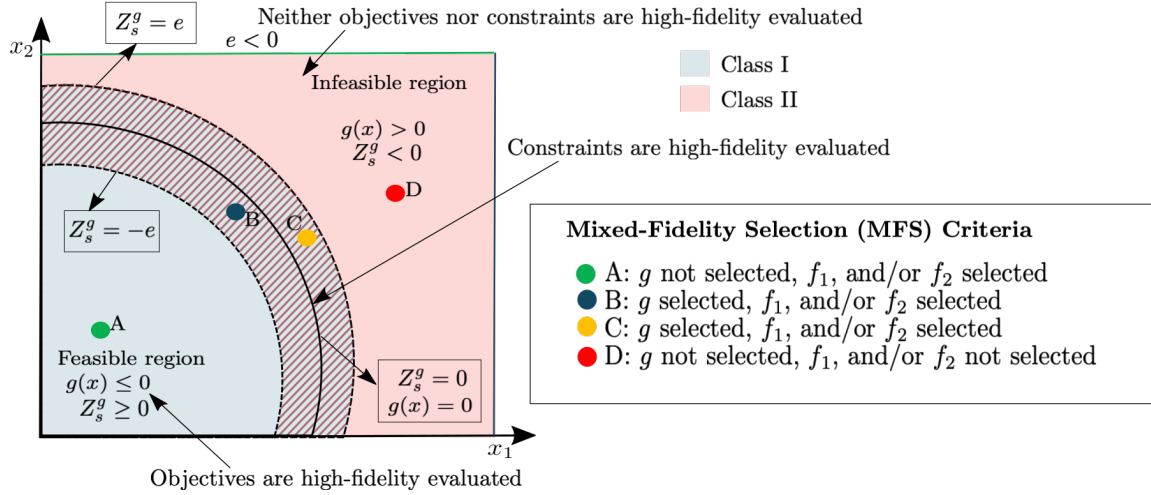 Neither objectives nor constraints are high-fidelity evaluated
Z_s^g = e
e < 0
x_2
Class I
Class II
Infeasible region
g(x) > 0
Z_s^g < 0
Constraints are high-fidelity evaluated
D
B
C
Z_s^g = −e
Mixed-Fidelity Selection (MFS) Criteria
A: g not selected, f_1, and/or f_2 selected
B: g selected, f_1, and/or f_2 selected
C: g selected, f_1, and/or f_2 selected
D: g not selected, f_1, and/or f_2 not selected
A
Feasible region
g(x) ≤ 0
Z_s^g ≥ 0
Z_s^g = 0
g(x) = 0
x_1
Objectives are high-fidelity evaluated